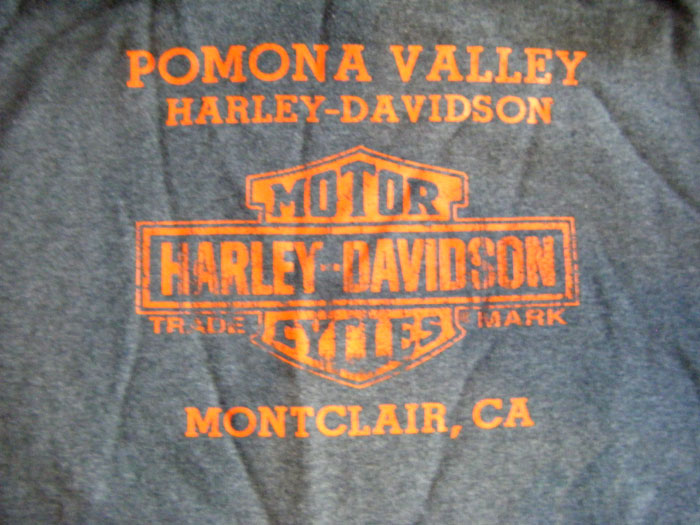 POMONA VALLEY
HARLEY-DAVIDSON
MOTOR
HARLEY-DAVIDSON
TRADE MARK
CYCLES
MONTCLAIR, CA